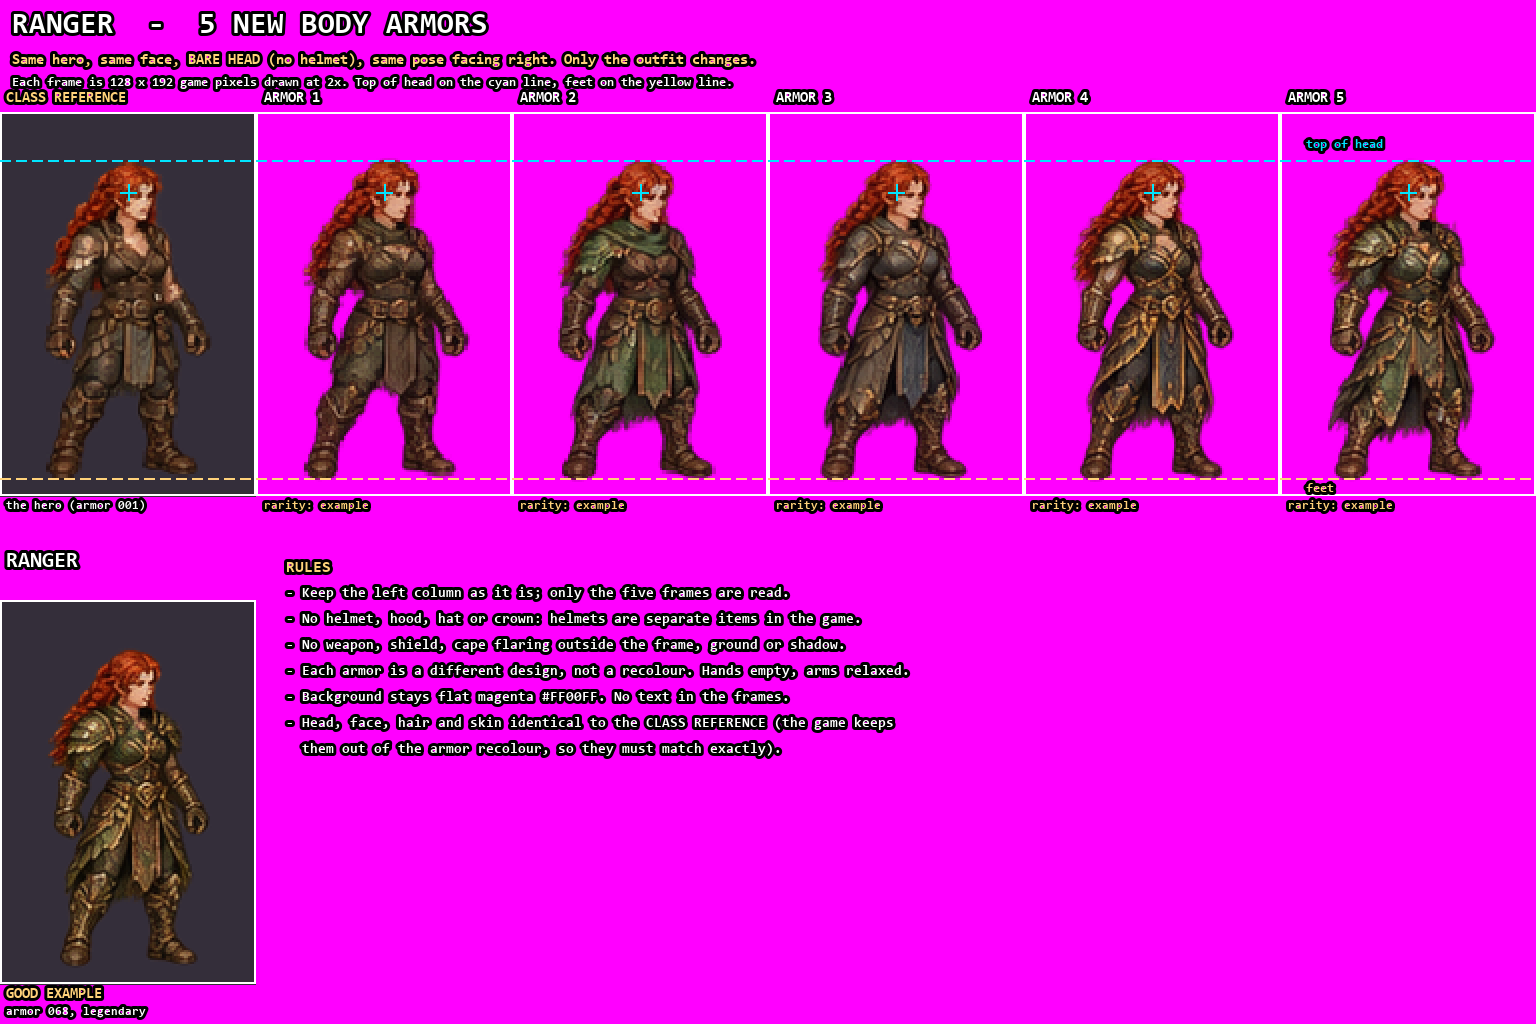 RANGER - 5 NEW BODY ARMORS
Same hero, same face, BARE HEAD (no helmet), same pose facing right. Only the outfit changes.
Each frame is 128 x 192 game pixels drawn at 2x. Top of head on the cyan line, feet on the yellow line.
CLASS REFERENCE
ARMOR 1
ARMOR 2
ARMOR 3
ARMOR 4
ARMOR 5
top of head
feet
the hero (armor 001)
rarity: example
rarity: example
rarity: example
rarity: example
rarity: example
RANGER
RULES
- Keep the left column as it is; only the five frames are read.
- No helmet, hood, hat or crown: helmets are separate items in the game.
- No weapon, shield, cape flaring outside the frame, ground or shadow.
- Each armor is a different design, not a recolour. Hands empty, arms relaxed.
- Background stays flat magenta #FF00FF. No text in the frames.
- Head, face, hair and skin identical to the CLASS REFERENCE (the game keeps
them out of the armor recolour, so they must match exactly).
GOOD EXAMPLE
armor 068, legendary